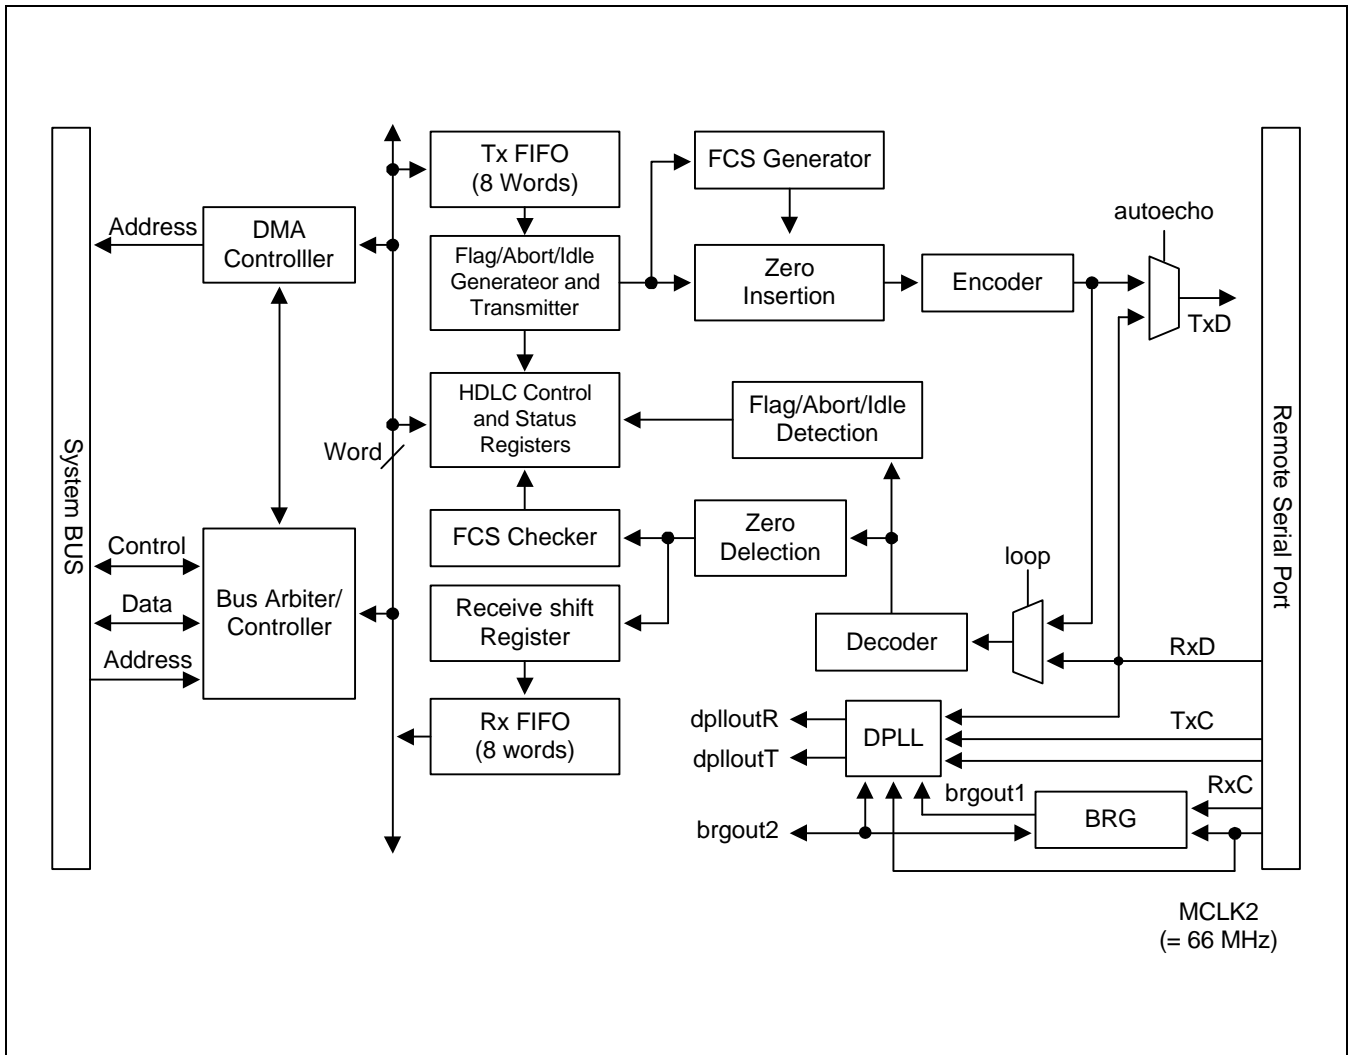 Tx FIFO
(8 Words)
FCS Generator
autoecho
Address
DMA
Controlller
Flag/Abort/Idle
Generateor and
Transmitter
Zero
Insertion
Encoder
TxD
HDLC Control
and Status
Registers
Flag/Abort/Idle
Detection
Word
System BUS
Remote Serial Port
FCS Checker
Zero
Delection
Control
Data
Address
Bus Arbiter/
Controller
loop
Receive shift
Register
Decoder
RxD
Rx FIFO
(8 words)
dplloutR
dplloutT
DPLL
TxC
RxC
brgout1
brgout2
BRG
MCLK2
(= 66 MHz)